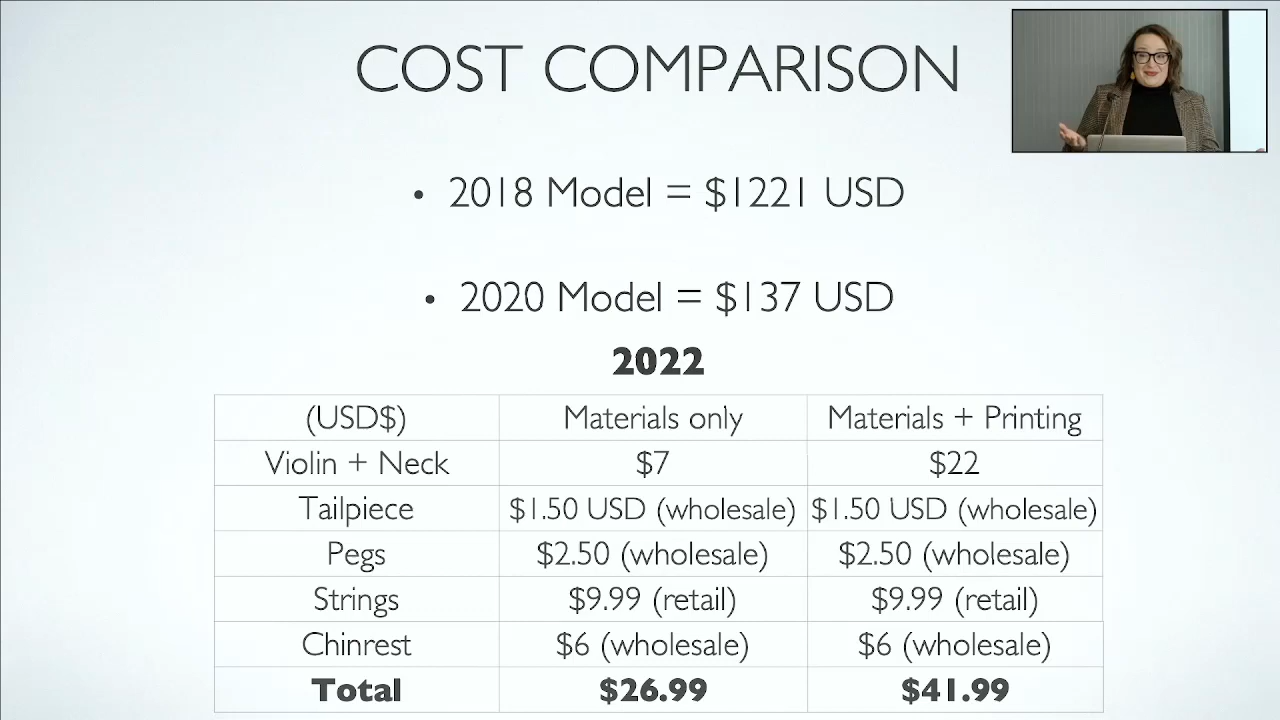 COST COMPARISON
• 2018 Model = $1221 USD
• 2020 Model = $137 USD
2022
(USD$) Materials only Materials + Printing
Violin + Neck $7 $22
Tailpiece $1.50 USD (wholesale) $1.50 USD (wholesale)
Pegs $2.50 (wholesale) $2.50 (wholesale)
Strings $9.99 (retail) $9.99 (retail)
Chinrest $6 (wholesale) $6 (wholesale)
Total $26.99 $41.99